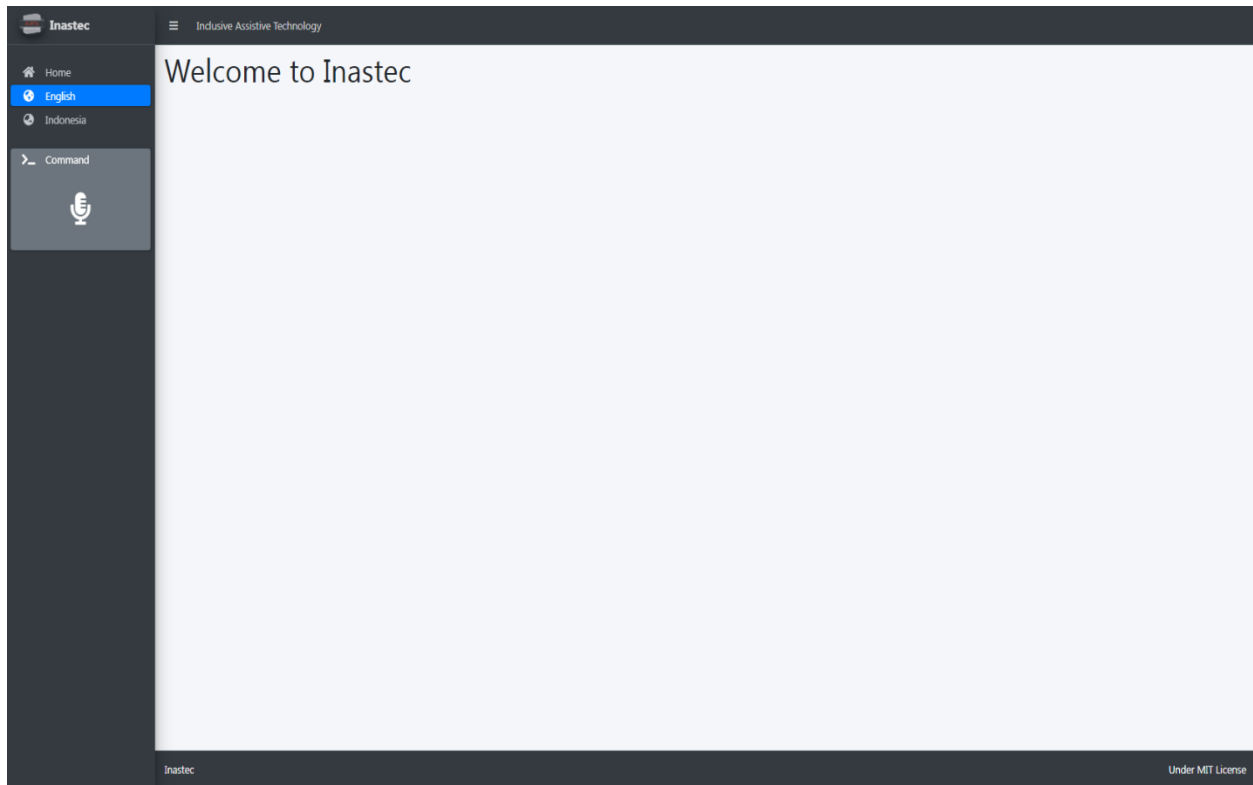 Inastec
Inclusive Assistive Technology
Home
English
Indonesia
Command
Welcome to Inastec
Inastec
Under MIT License